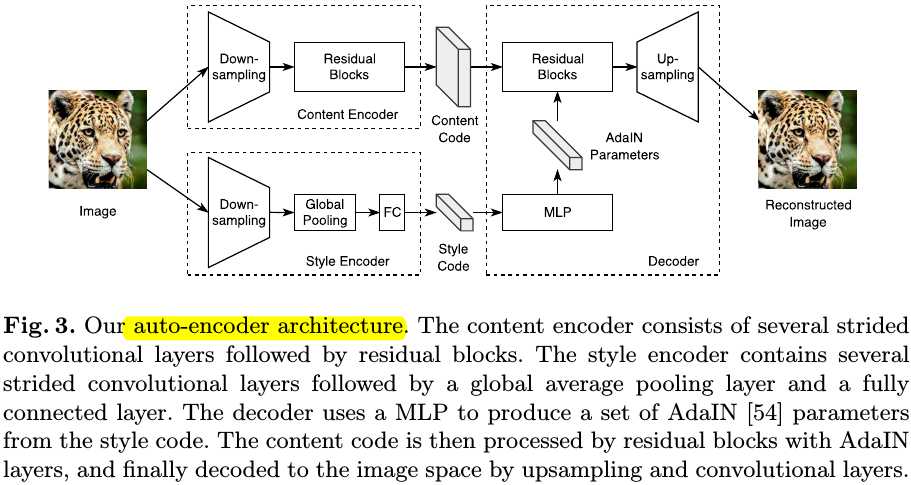 Down-
sampling
Residual
Blocks
Content Encoder
Content
Code
Residual
Blocks
Up-
sampling
AdaIN
Parameters
Image
Down-
sampling
Global
Pooling
FC
Style Encoder
Style
Code
MLP
Decoder
Reconstructed
Image
Fig. 3. Our auto-encoder architecture. The content encoder consists of several strided
convolutional layers followed by residual blocks. The style encoder contains several
strided convolutional layers followed by a global average pooling layer and a fully
connected layer. The decoder uses a MLP to produce a set of AdaIN [54] parameters
from the style code. The content code is then processed by residual blocks with AdaIN
layers, and finally decoded to the image space by upsampling and convolutional layers.